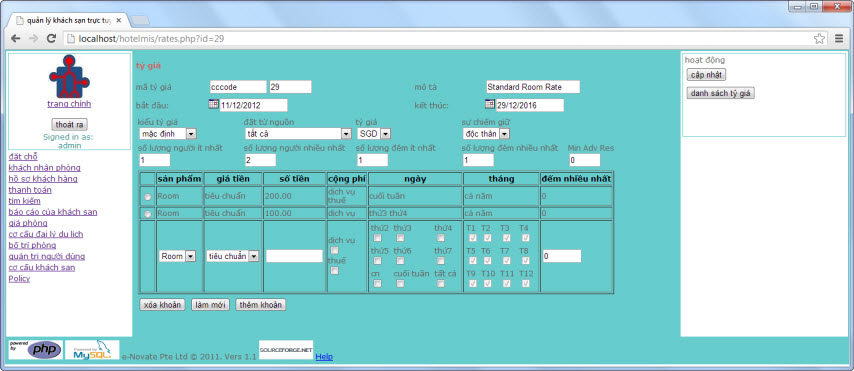 quản lý khách sạn trực tuy
localhost/hotelmis/rates.php?id=29
trang chính
thoát ra
Signed in as:
admin
đặt chỗ
khách nhận phòng
hồ sơ khách hàng
thanh toán
tìm kiếm
báo cáo của khách sạn
giá phòng
cơ cấu đại lý du lịch
bố trí phòng
quản trị người dùng
cơ cấu khách sạn
Policy
tỷ giá
mã tỷ giá cccode 29 mô tả Standard Room Rate
bắt đầu: 11/12/2012 kết thúc: 29/12/2016
kiểu tỷ giá đặt từ nguồn tỷ giá sự chiếm giữ
mặc định tất cả SGD độc thân
số lượng người ít nhất số lượng người nhiều nhất số lượng đêm ít nhất số lượng đêm nhiều nhất Min Adv Res
1 2 1 1 0
sản phẩm giá tiền số tiền cộng phí ngày tháng đếm nhiều nhất
Room tiêu chuẩn 200.00 dịch vụ thuế cuối tuần cả năm 0
Room tiêu chuẩn 100.00 dịch vụ thứ3 thứ4 cả năm 0
Room tiêu chuẩn dịch vụ thuế 0
thứ2 thứ3 thứ4 T1 T2 T3 T4
thứ5 thứ6 thứ7 T5 T6 T7 T8
cn cuối tuần tất cả T9 T10 T11 T12
xóa khoản làm mới thêm khoản
hoạt động
cập nhật
danh sách tỷ giá
powered by php Powered by MySQL e-Novate Pte Ltd © 2011. Vers 1.1 SOURCEFORGE.NET Help